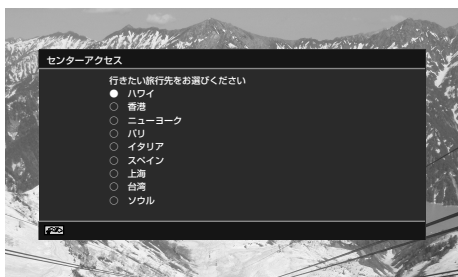 センターアクセス
行きたい旅行先をお選びください
ハワイ
香港
ニューヨーク
パリ
イタリア
スペイン
上海
台湾
ソウル